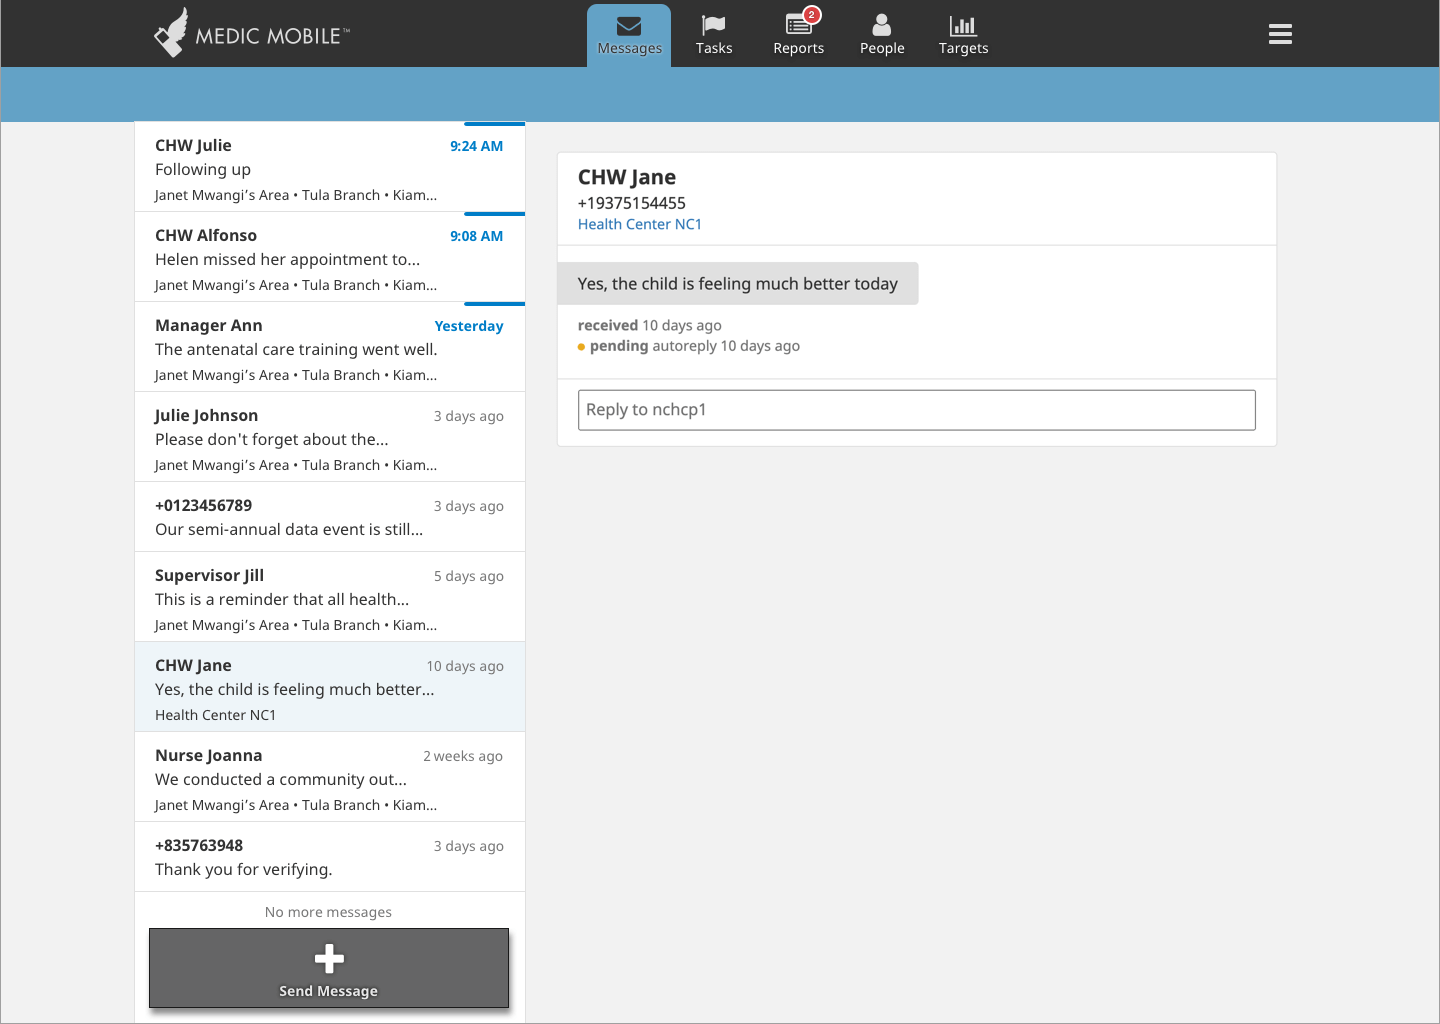 MEDIC MOBILE™
Messages
Tasks
2
Reports
People
Targets
CHW Julie
9:24 AM
Following up
Janet Mwangi’s Area • Tula Branch • Kiam...
CHW Alfonso
9:08 AM
Helen missed her appointment to...
Janet Mwangi’s Area • Tula Branch • Kiam...
Manager Ann
Yesterday
The antenatal care training went well.
Janet Mwangi’s Area • Tula Branch • Kiam...
Julie Johnson
3 days ago
Please don't forget about the...
Janet Mwangi’s Area • Tula Branch • Kiam...
+0123456789
3 days ago
Our semi-annual data event is still...
Supervisor Jill
5 days ago
This is a reminder that all health...
Janet Mwangi’s Area • Tula Branch • Kiam...
CHW Jane
10 days ago
Yes, the child is feeling much better...
Health Center NC1
Nurse Joanna
2 weeks ago
We conducted a community out...
Janet Mwangi’s Area • Tula Branch • Kiam...
+835763948
3 days ago
Thank you for verifying.
No more messages
Send Message
CHW Jane
+19375154455
Health Center NC1
Yes, the child is feeling much better today
received 10 days ago
pending autoreply 10 days ago
Reply to nchcp1